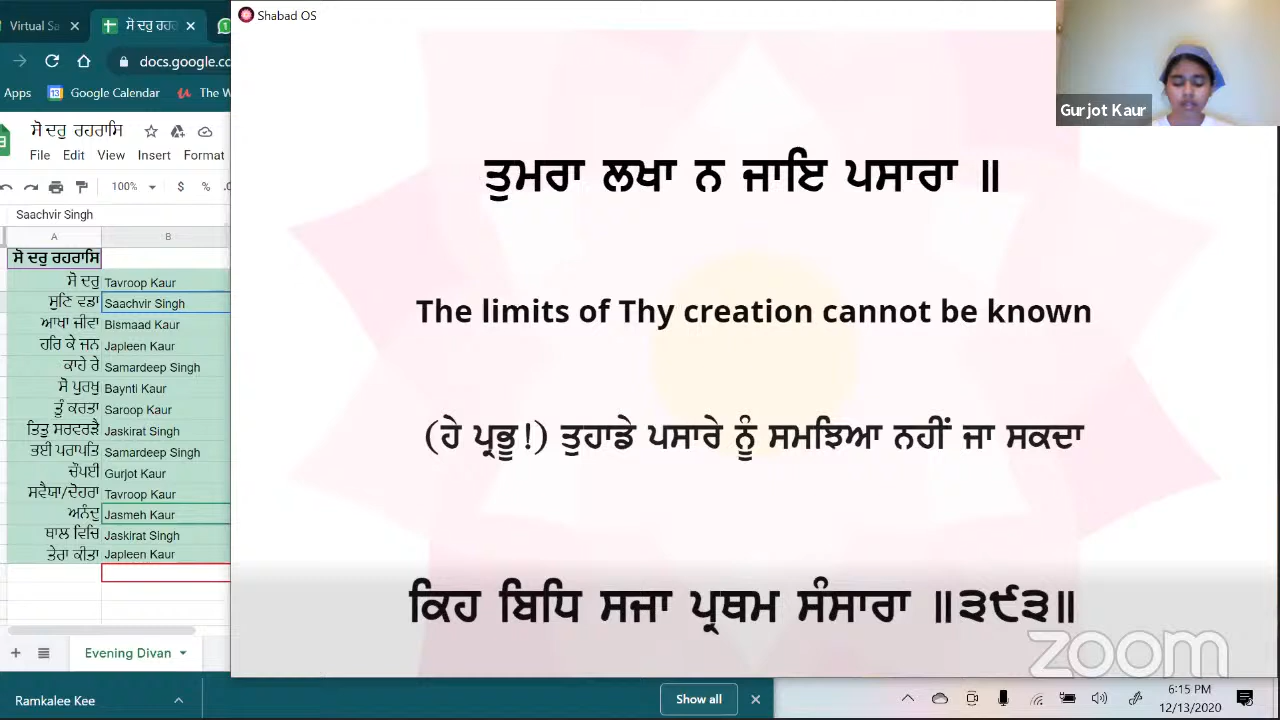 Shabad OS
Virtual Sa
ਸੋ ਦਰੁ ਰਹਰ
docs.google.co
Apps
13
Google Calendar
The W
ਸੋ ਦਰੁ ਰਹਰਾਸਿ
File Edit View Insert Format
100% $ %
Saachvir Singh
A B
ਸੋ ਦਰੁ ਰਹਰਾਸਿ
ਸੋ ਦਰੁ Tavroop Kaur
ਸੁਣਿ ਵਡਾ Saachvir Singh
ਆਖਾ ਜੀਵਾ Bismaad Kaur
ਹਰਿ ਕੇ ਜਨ Japleen Kaur
ਕਾਹੇ ਰੇ Samardeep Singh
ਸੋ ਪੁਰਖੁ Baynti Kaur
ਤੂੰ ਕਰਤਾ Saroop Kaur
ਤਿਤੁ ਸਰਵਰੜੈ Jaskirat Singh
ਭਈ ਪਰਾਪਤਿ Samardeep Singh
ਚੌਪਈ Gurjot Kaur
ਸਵੈਯਾ/ਦੋਹਰਾ Tavroop Kaur
ਅਨੰਦੁ Jasmeh Kaur
ਥਾਲ ਵਿਚਿ Jaskirat Singh
ਤੇਰਾ ਕੀਤਾ Japleen Kaur
Evening Divan
Gurjot Kaur
ਤੁਮਰਾ ਲਖਾ ਨ ਜਾਇ ਪਸਾਰਾ ॥
The limits of Thy creation cannot be known
(ਹੇ ਪ੍ਰਭੂ!) ਤੁਹਾਡੇ ਪਸਾਰੇ ਨੂੰ ਸਮਝਿਆ ਨਹੀਂ ਜਾ ਸਕਦਾ
ਕਿਹ ਬਿਧਿ ਸਜਾ ਪ੍ਰਥਮ ਸੰਸਾਰਾ ॥੩੯੩॥
zoom
Ramkalee Kee
Show all
6:15 PM
12/13/2020